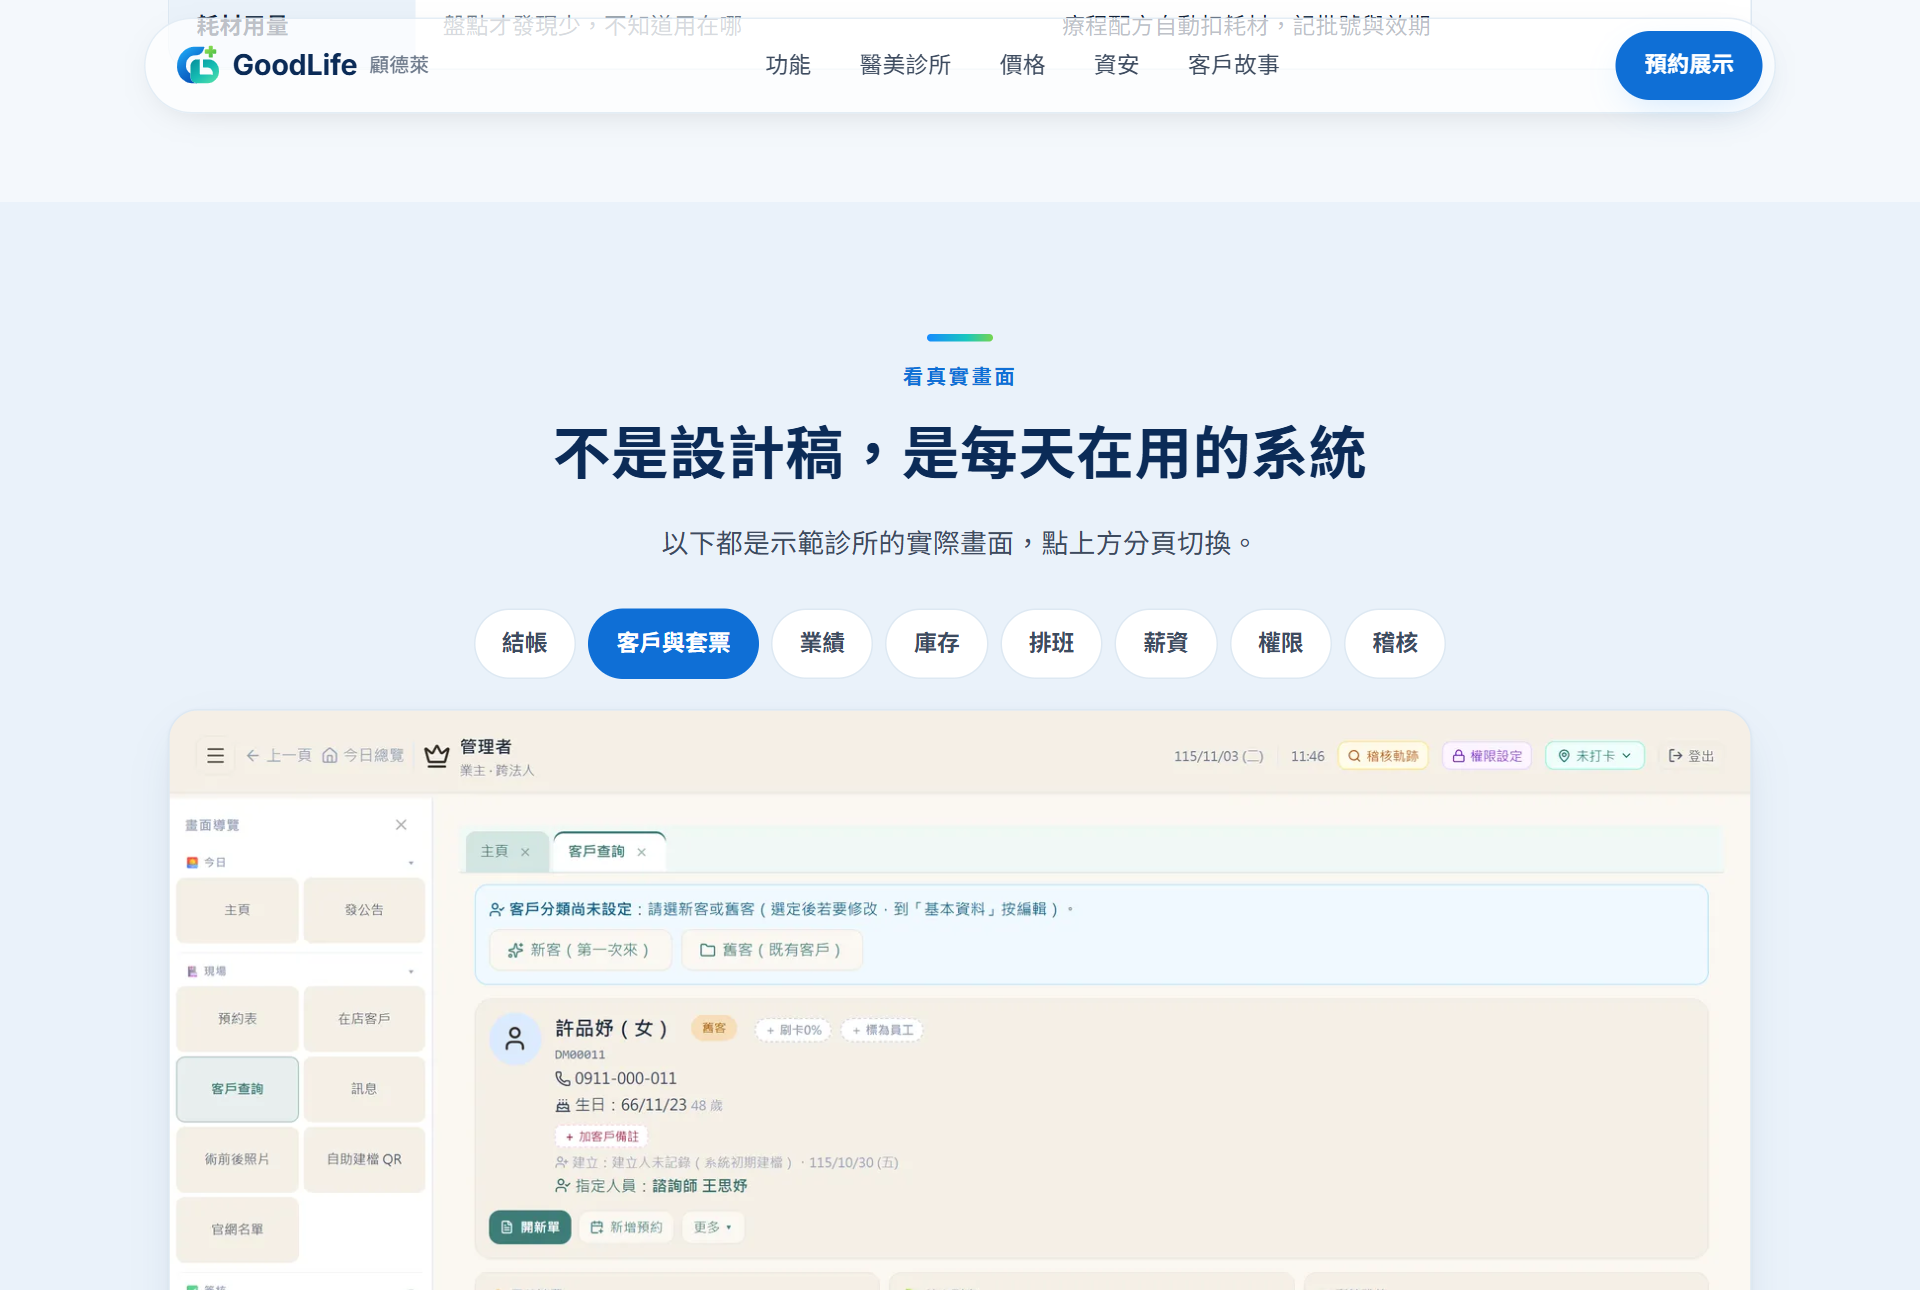 耗材用量
盤點才發現少，不知道用在哪
療程配方自動扣耗材，記批號與效期
GoodLife 顧德萊
功能
醫美診所
價格
資安
客戶故事
預約展示
看真實畫面
不是設計稿，是每天在用的系統
以下都是示範診所的實際畫面，點上方分頁切換。
結帳
客戶與套票
業績
庫存
排班
薪資
權限
稽核
上一頁
今日總覽
管理者
業主·跨法人
115/11/03 (二)
11:46
稽核軌跡
權限設定
未打卡
登出
畫面導覽
今日
主頁
發公告
現場
預約表
在店客戶
客戶查詢
訊息
術前後照片
自助建檔 QR
官網名單
主頁
客戶查詢
客戶分類尚未設定：請選新客或舊客（選定後若要修改，到「基本資料」按編輯）。
新客（第一次來）
舊客（既有客戶）
許品妤（女）
舊客
+ 刷卡0%
+ 標為員工
DM00011
0911-000-011
生日：66/11/23 48 歲
+ 加客戶備註
建立：建立人未記錄（系統初期建檔）·115/10/30 (五)
指定人員：諮詢師 王思妤
開新單
新增預約
更多